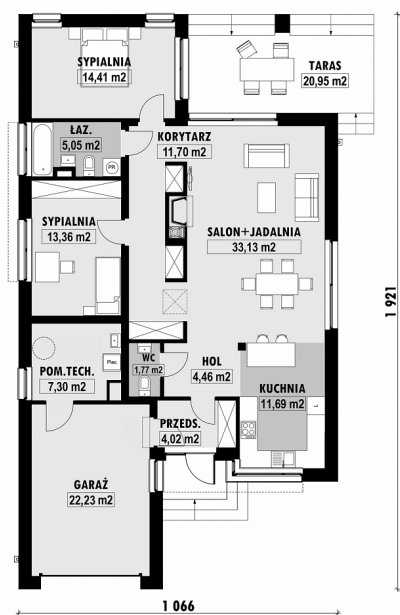 SYPIALNIA
14,41 m2
TARAS
20,95 m2
ŁAZ.
5,05 m2
PR
KORYTARZ
11,70 m2
SYPIALNIA
13,36 m2
SALON+JADALNIA
33,13 m2
1 921
WC
1,77 m2
Piec
POM.TECH.
7,30 m2
HOL
4,46 m2
KUCHNIA
11,69 m2
L
PRZEDS.
4,02 m2
GARAŻ
22,23 m2
1 066